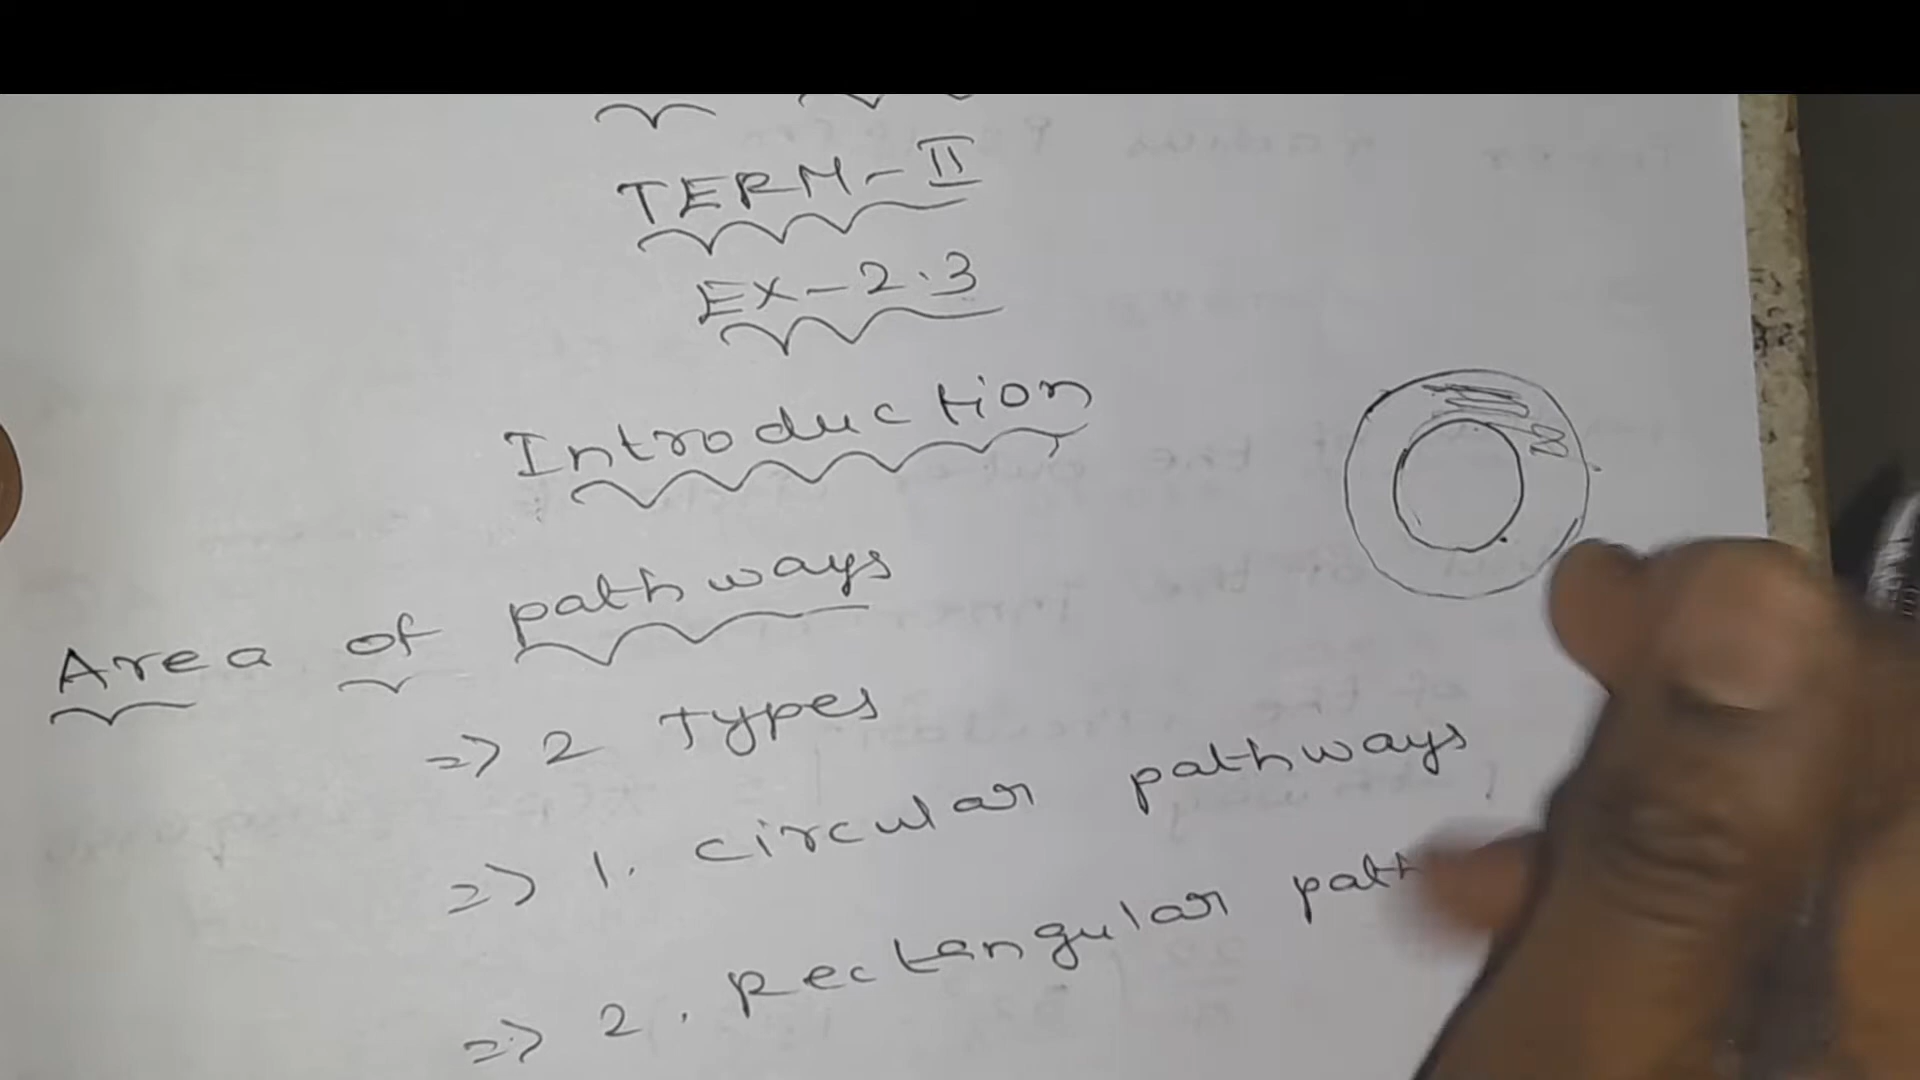 TERM-II
EX-2.3
Introduction
Area of pathways
=> 2 Types
=> 1. circular pathways
=> 2. Rectangular path